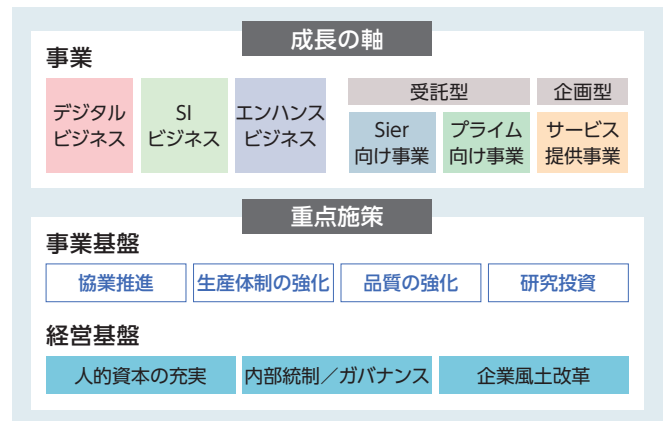 成長の軸
事業
デジタル
ビジネス
SI
ビジネス
エンハンス
ビジネス
受託型
企画型
Sier
向け事業
プライム
向け事業
サービス
提供事業
重点施策
事業基盤
協業推進
生産体制の強化
品質の強化
研究投資
経営基盤
人的資本の充実
内部統制／ガバナンス
企業風土改革